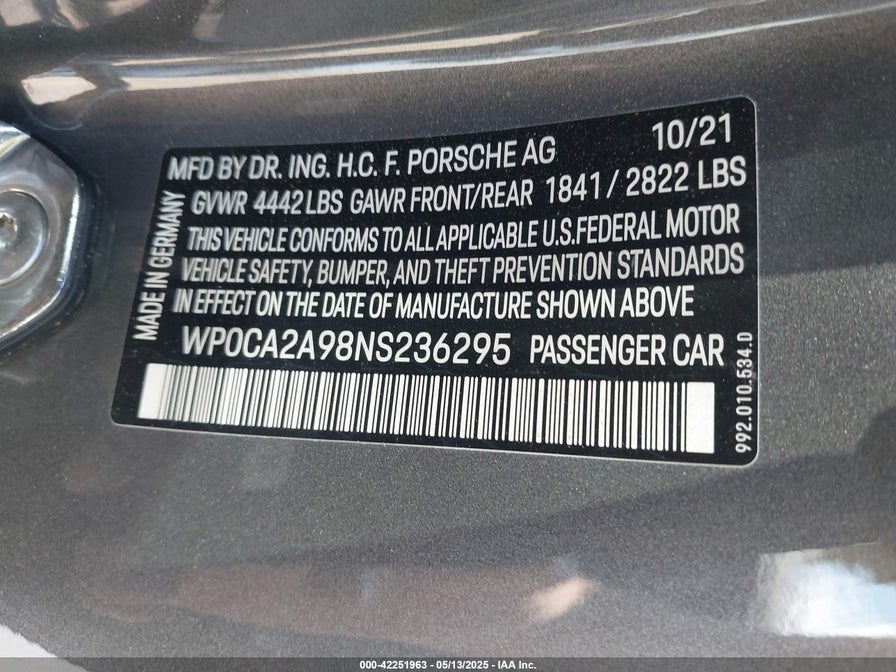 MFD BY DR. ING. H.C. F. PORSCHE AG 10/21
GVWR 4442 LBS GAWR FRONT/REAR 1841 / 2822 LBS
THIS VEHICLE CONFORMS TO ALL APPLICABLE U.S. FEDERAL MOTOR
VEHICLE SAFETY, BUMPER, AND THEFT PREVENTION STANDARDS
IN EFFECT ON THE DATE OF MANUFACTURE SHOWN ABOVE
WP0CA2A98NS236295 PASSENGER CAR
MADE IN GERMANY
992.010.534.D
000-42251963 - 05/13/2025 - IAA Inc.